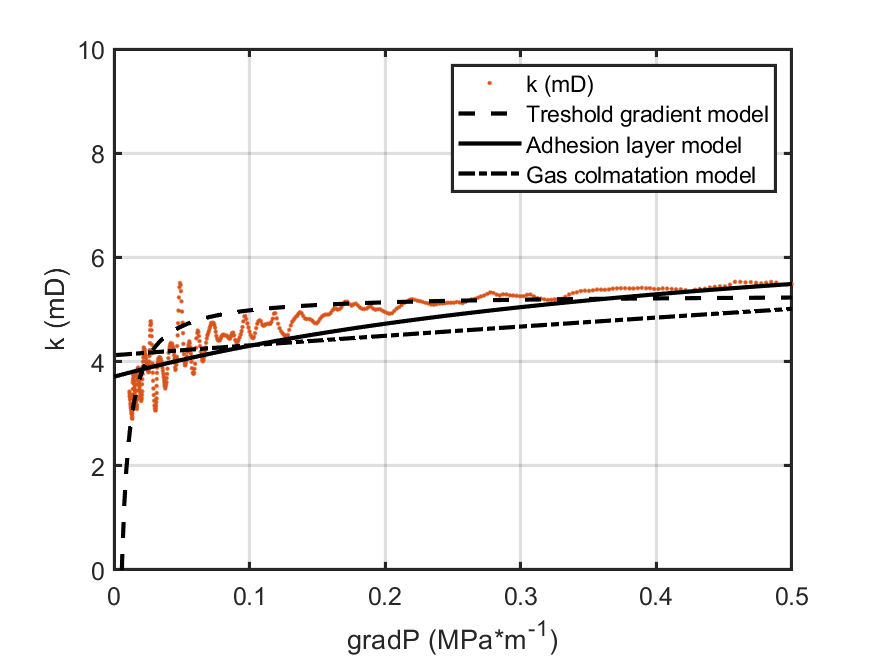 10
8
6
4
2
0
k (mD)
k (mD)
Treshold gradient model
Adhesion layer model
Gas colmatation model
0 0.1 0.2 0.3 0.4 0.5
gradP (MPa*m^-1)